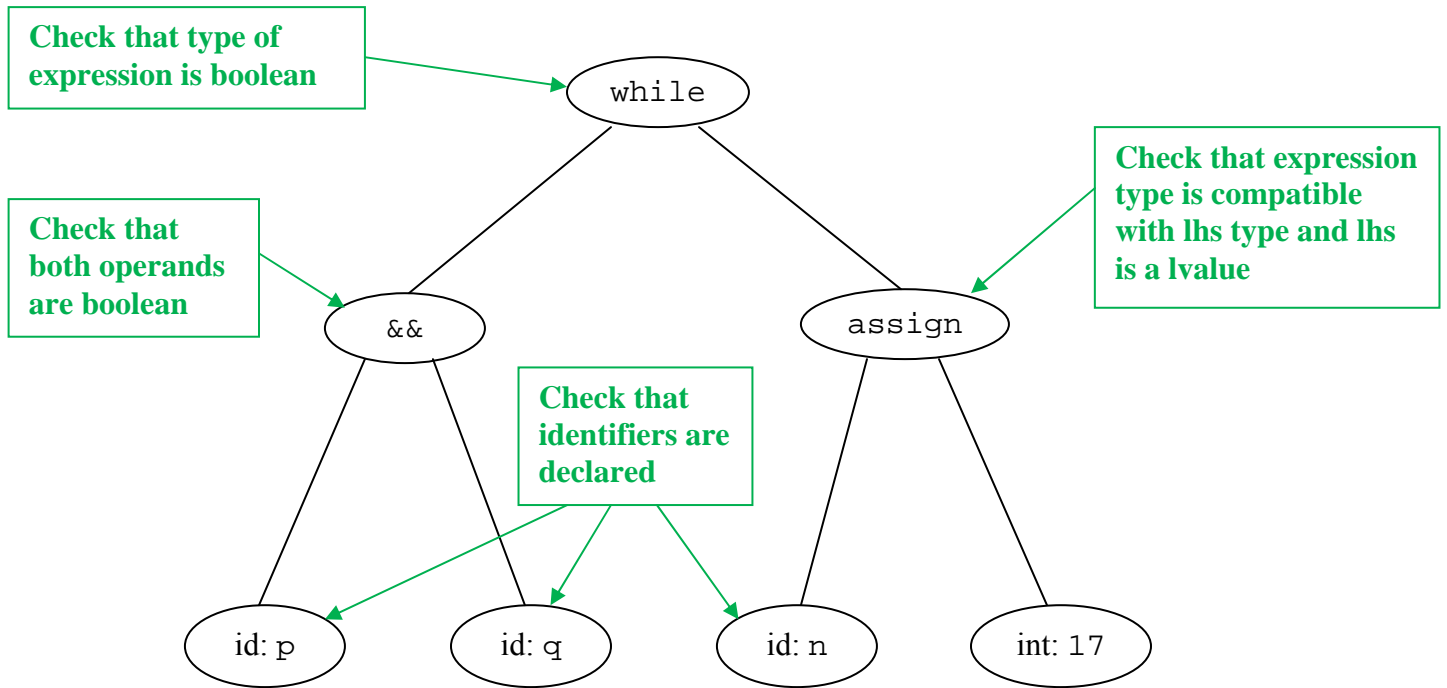 Check that type of
expression is boolean
while
Check that expression
type is compatible
with lhs type and lhs
is a lvalue
Check that
both operands
are boolean
&&
assign
Check that
identifiers are
declared
id: p
id: q
id: n
int: 17